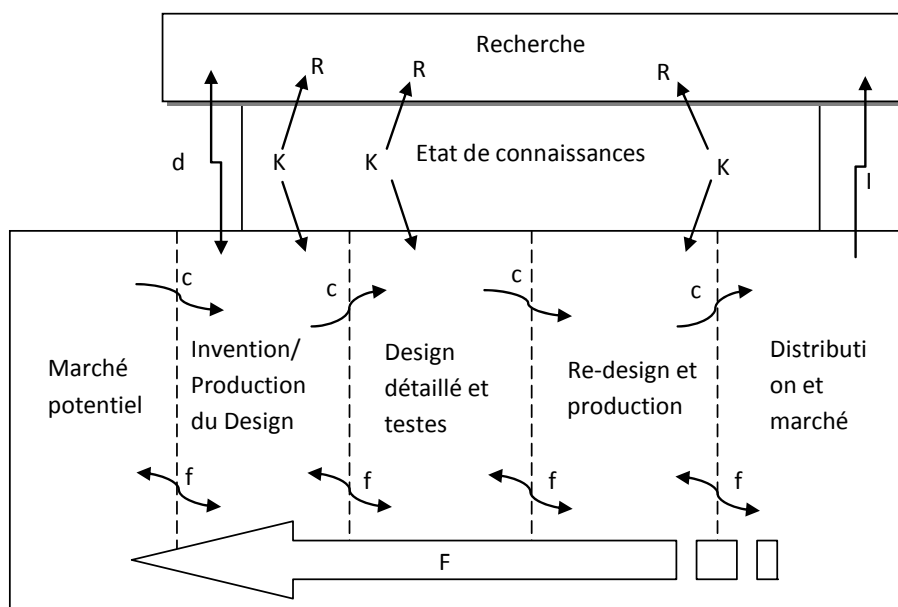 Recherche
R
R
R
d
K
K
Etat de connaissances
K
I
c
c
c
c
Marché
potentiel
Invention/
Production
du Design
Design
détaillé et
testes
Re-design et
production
Distributi
on et
marché
f
f
f
f
F